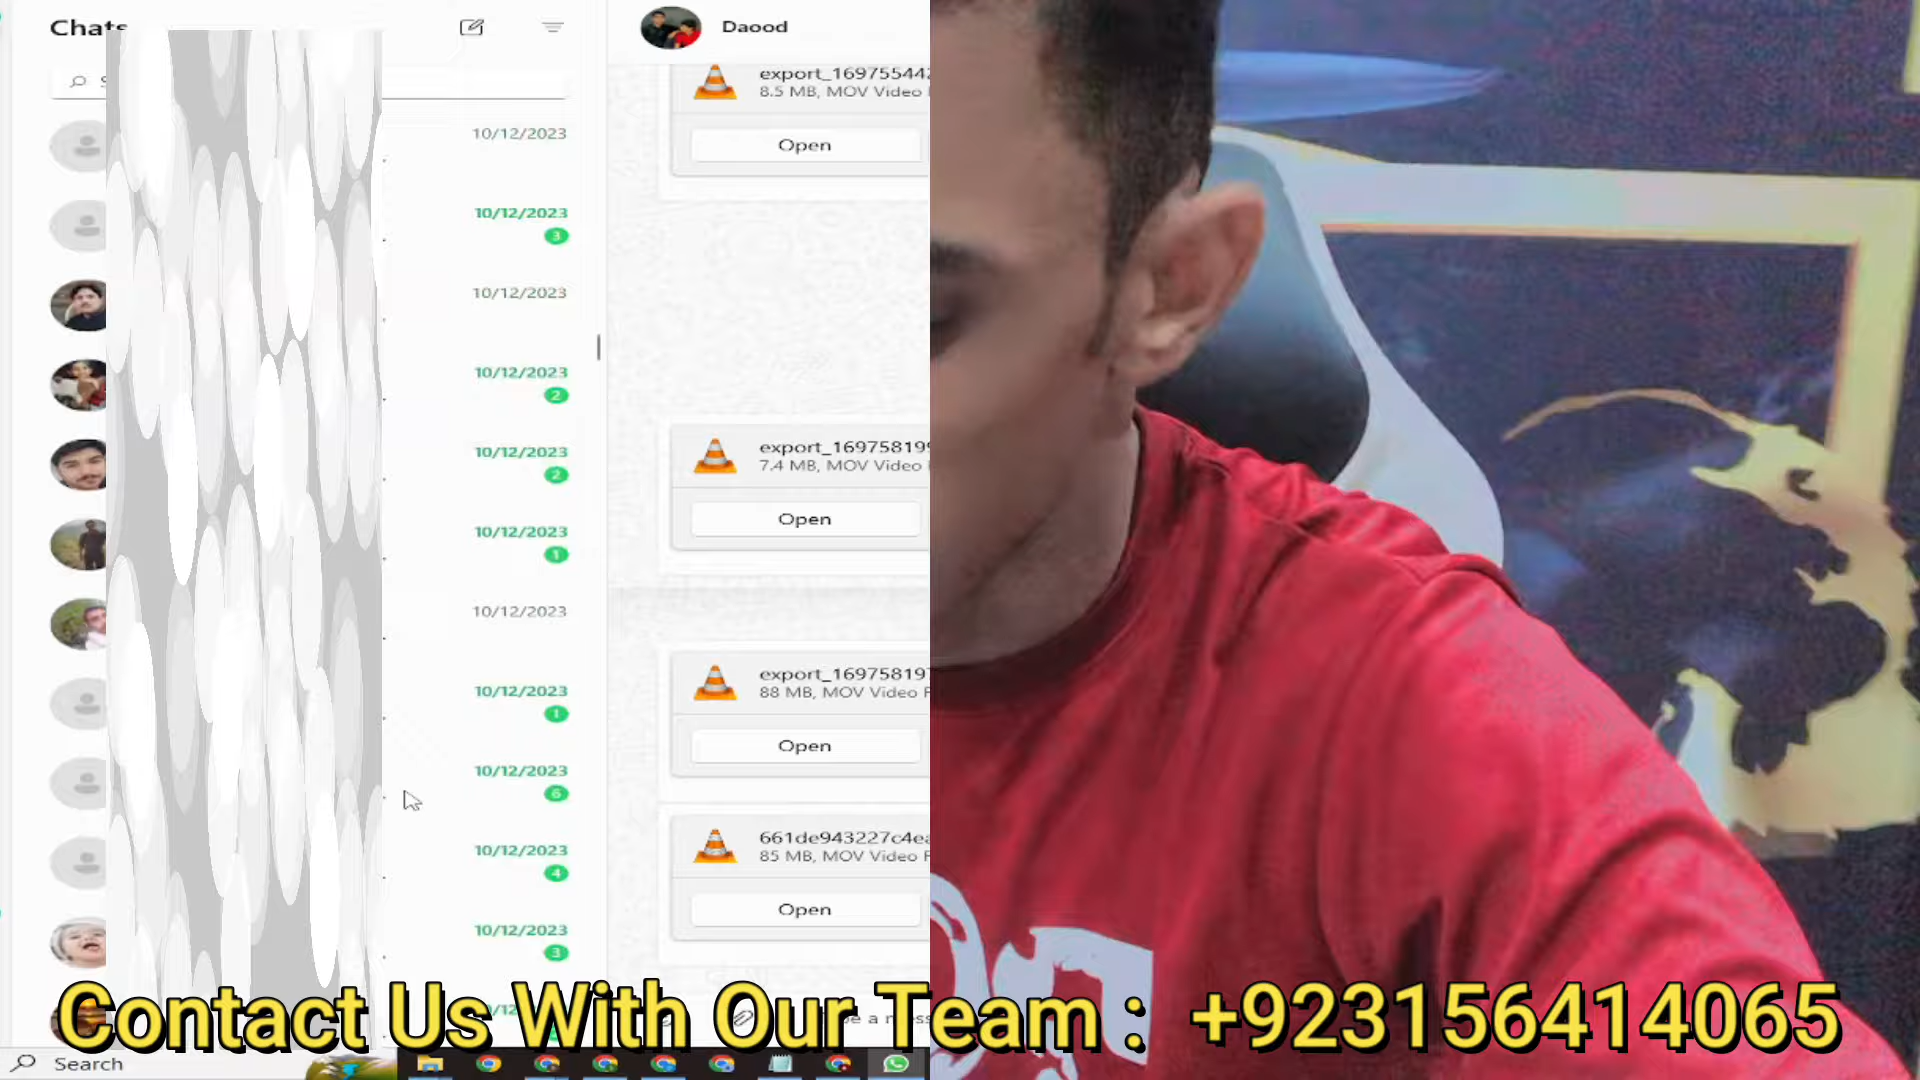 Chats
Daood
export_169755442
8.5 MB, MOV Video
Open
10/12/2023
10/12/2023
3
10/12/2023
10/12/2023
2
10/12/2023
2
10/12/2023
1
10/12/2023
10/12/2023
1
10/12/2023
6
10/12/2023
4
10/12/2023
3
export_169758199
7.4 MB, MOV Video
Open
export_169758197
88 MB, MOV Video F
Open
661de943227c4ea
85 MB, MOV Video F
Open
Contact Us With Our Team : +923156414065
Search